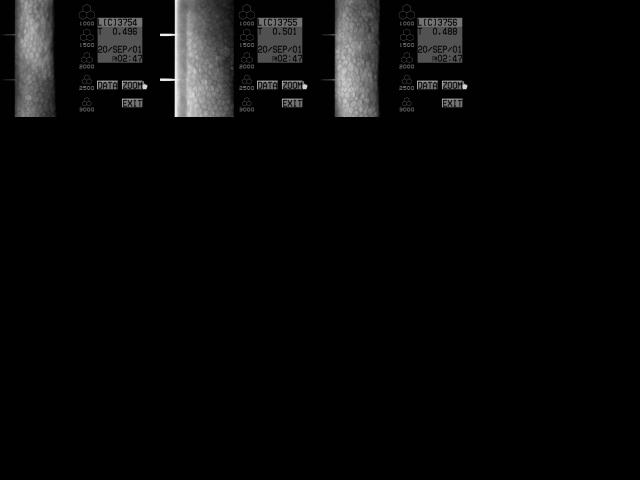 1000
L(C)3754
T 0.496
1500
20/SEP/01
PM02:47
2000
2500
DATA ZOOM
3000
EXIT
1000
L(C)3755
T 0.501
1500
20/SEP/01
PM02:47
2000
2500
DATA ZOOM
3000
EXIT
1000
L(C)3756
T 0.488
1500
20/SEP/01
PM02:47
2000
2500
DATA ZOOM
3000
EXIT